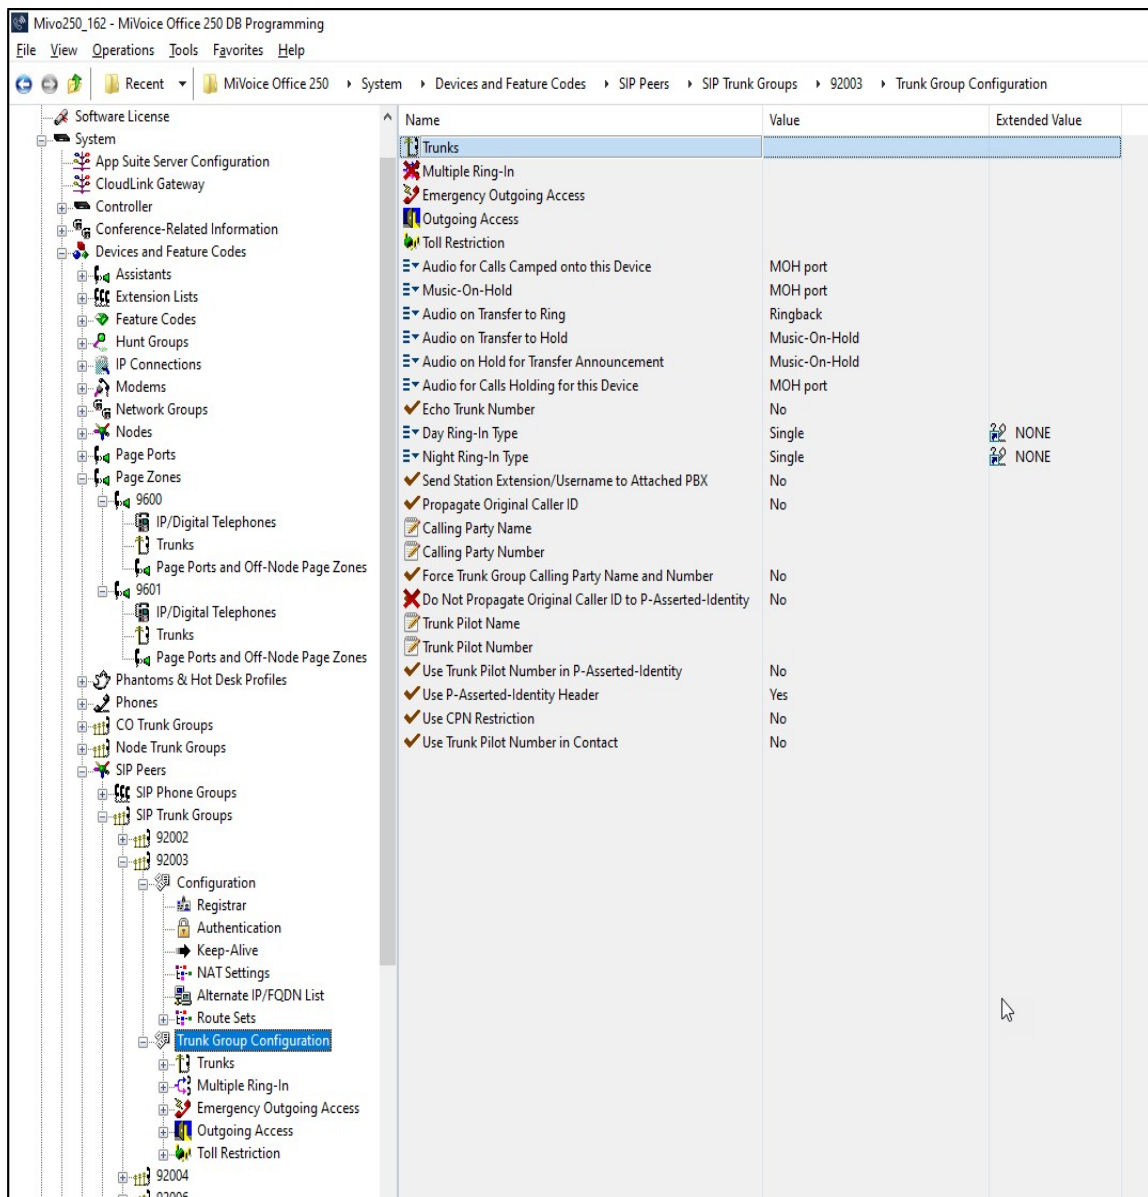 Mivo250_162 - MiVoice Office 250 DB Programming
File View Operations Tools Favorites Help
Recent MiVoice Office 250 System Devices and Feature Codes SIP Peers SIP Trunk Groups 92003 Trunk Group Configuration
Software License
System
App Suite Server Configuration
CloudLink Gateway
Controller
Conference-Related Information
Devices and Feature Codes
Assistants
Extension Lists
Feature Codes
Hunt Groups
IP Connections
Modems
Network Groups
Nodes
Page Ports
Page Zones
9600
IP/Digital Telephones
Trunks
Page Ports and Off-Node Page Zones
9601
IP/Digital Telephones
Trunks
Page Ports and Off-Node Page Zones
Phantoms & Hot Desk Profiles
Phones
CO Trunk Groups
Node Trunk Groups
SIP Peers
SIP Phone Groups
SIP Trunk Groups
92002
92003
Configuration
Registrar
Authentication
Keep-Alive
NAT Settings
Alternate IP/FQDN List
Route Sets
Trunk Group Configuration
Trunks
Multiple Ring-In
Emergency Outgoing Access
Outgoing Access
Toll Restriction
92004
Name Value Extended Value
Trunks
Multiple Ring-In
Emergency Outgoing Access
Outgoing Access
Toll Restriction
Audio for Calls Camped onto this Device MOH port
Music-On-Hold MOH port
Audio on Transfer to Ring Ringback
Audio on Transfer to Hold Music-On-Hold
Audio on Hold for Transfer Announcement Music-On-Hold
Audio for Calls Holding for this Device MOH port
Echo Trunk Number No
Day Ring-In Type Single NONE
Night Ring-In Type Single NONE
Send Station Extension/Username to Attached PBX No
Propagate Original Caller ID No
Calling Party Name
Calling Party Number
Force Trunk Group Calling Party Name and Number No
Do Not Propagate Original Caller ID to P-Asserted-Identity No
Trunk Pilot Name
Trunk Pilot Number
Use Trunk Pilot Number in P-Asserted-Identity No
Use P-Asserted-Identity Header Yes
Use CPN Restriction No
Use Trunk Pilot Number in Contact No